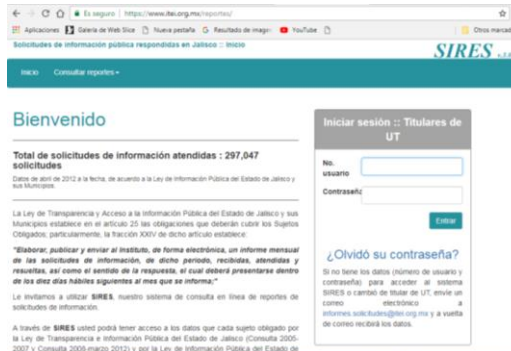 Es seguro | https://www.itei.org.mx/reportes/
Aplicaciones Galería de Web Slice Nueva pestaña Resultado de imagen YouTube Otros marcad
Solicitudes de información pública respondidas en Jalisco :: Inicio
SIRES
Inicio Consultar reportes
Bienvenido
Total de solicitudes de información atendidas : 297,047
solicitudes
Datos de abril de 2012 a la fecha, de acuerdo a la Ley de Información Pública del Estado de Jalisco y
sus Municipios.
La Ley de Transparencia y Acceso a la Información Pública del Estado de Jalisco y sus
Municipios establece en el artículo 25 las obligaciones que deberán cubrir los Sujetos
Obligados; particularmente, la fracción XXIV de dicho artículo establece:
"Elaborar, publicar y enviar al Instituto, de forma electrónica, un informe mensual
de las solicitudes de información, de dicho periodo, recibidas, atendidas y
resueltas, así como el sentido de la respuesta, el cual deberá presentarse dentro
de los diez días hábiles siguientes al mes que se informa;"
Le invitamos a utilizar SIRES, nuestro sistema de consulta en línea de reportes de
solicitudes de información.
A través de SIRES usted podrá tener acceso a los datos que cada sujeto obligado por
la Ley de Transparencia e Información Pública del Estado de Jalisco (Consulta 2005-
2007 y Consulta 2008-marzo 2012) y por la Ley de Información Pública del Estado de
Iniciar sesión :: Titulares de
UT
No.
usuario
Contraseña
Entrar
¿Olvidó su contraseña?
Si no tiene los datos (número de usuario y
contraseña) para acceder al sistema
SIRES o cambió de titular de UT, envíe un
correo electrónico a
informes.solicitudes@itei.org.mx y a vuelta
de correo recibirá los datos.